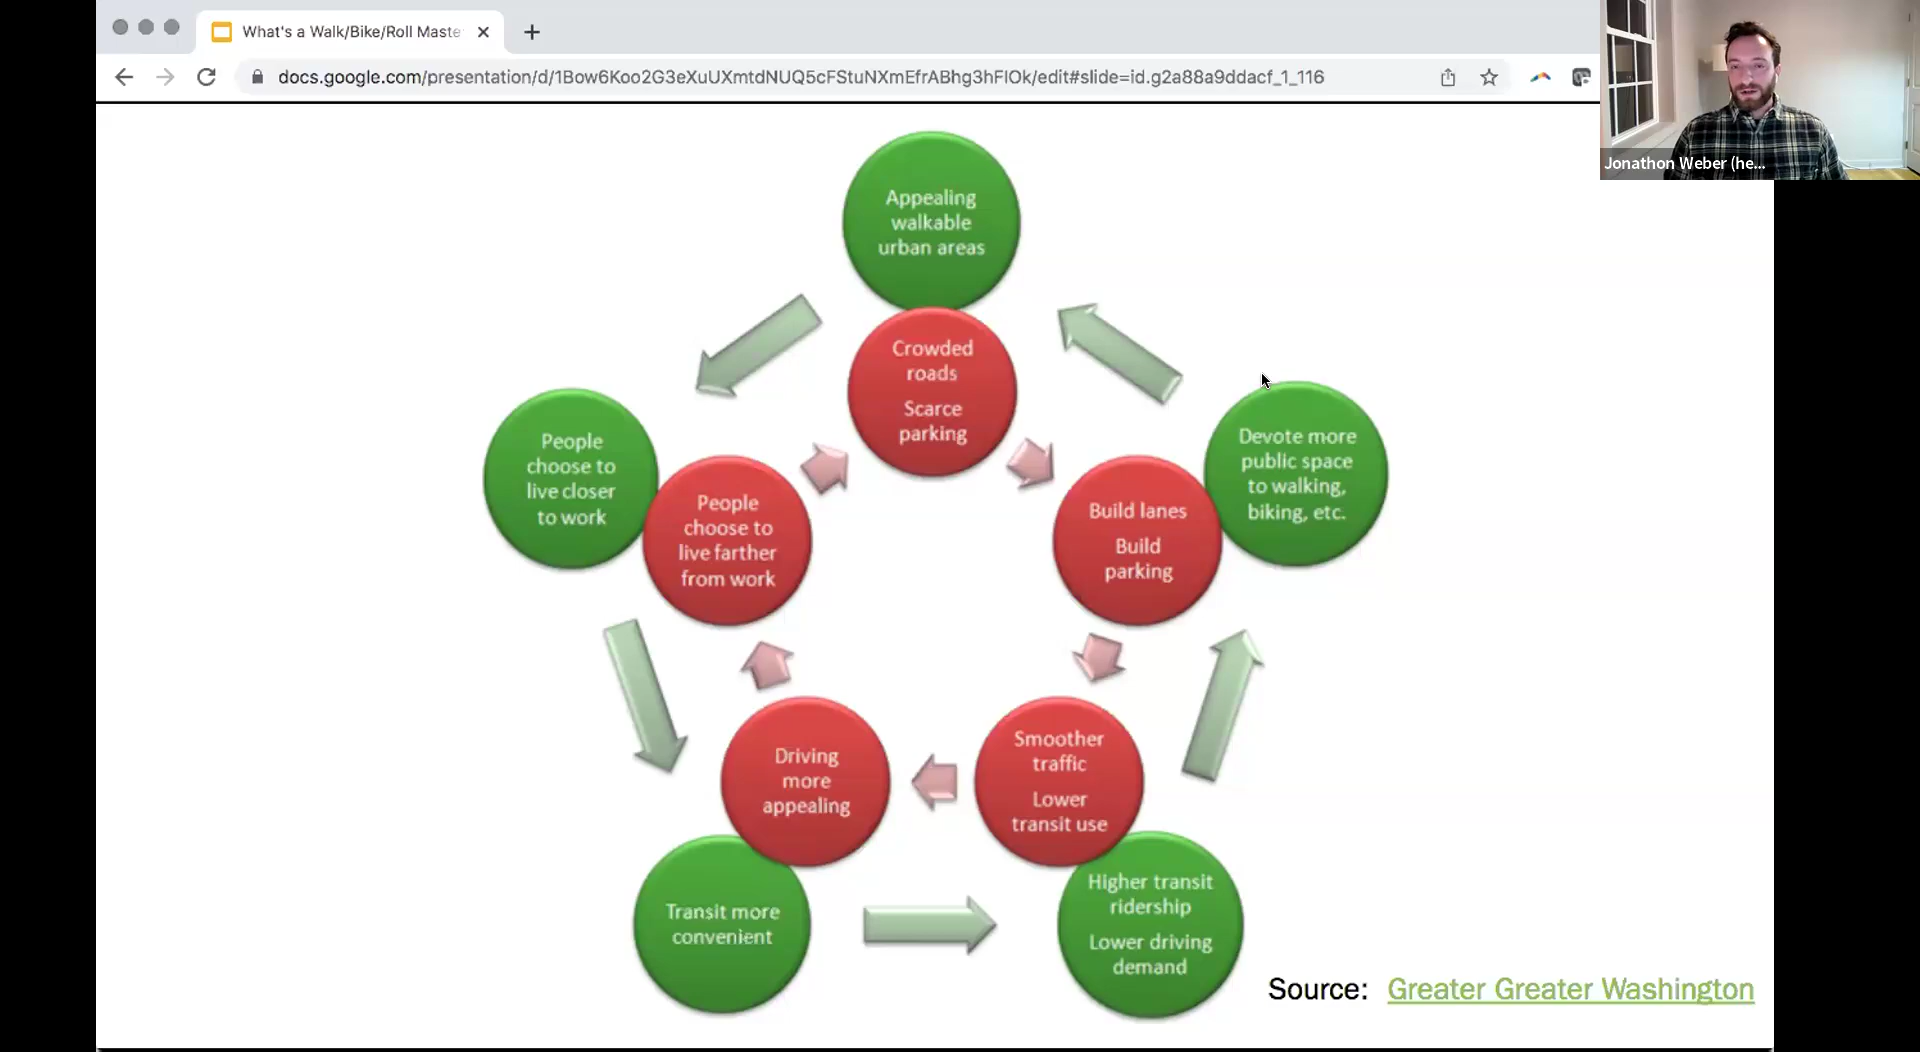 What's a Walk/Bike/Roll Maste
docs.google.com/presentation/d/1Bow6Koo2G3eXuUXmtdNUQ5cFStuNXmEfrABhg3hFlOk/edit#slide=id.g2a88a9ddacf_1_116
Jonathon Weber (he...
Appealing
walkable
urban areas
Crowded
roads
Scarce
parking
People
choose to
live closer
to work
People
choose to
live farther
from work
Build lanes
Build
parking
Devote more
public space
to walking,
biking, etc.
Driving
more
appealing
Smoother
traffic
Lower
transit use
Transit more
convenient
Higher transit
ridership
Lower driving
demand
Source: Greater Greater Washington